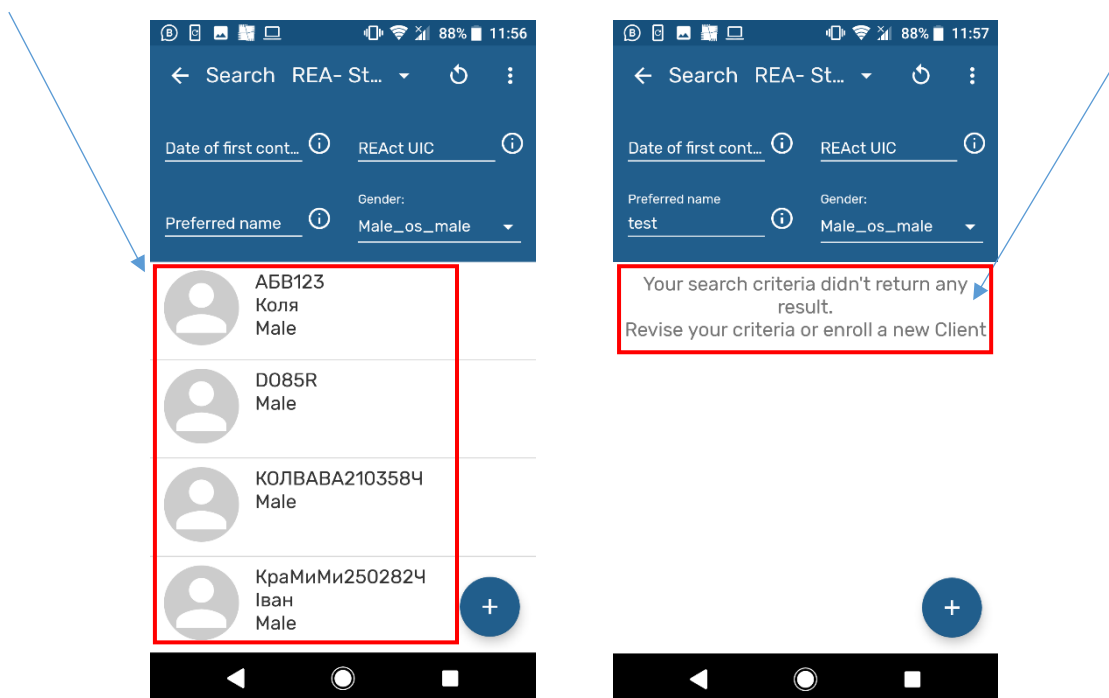 88% 11:56
Search REA- St...
Date of first cont...
REAct UIC
Preferred name
Gender:
Male_os_male
АБВ123
Коля
Male
DO85R
Male
КОЛВАВА210358Ч
Male
КраМиМи250282Ч
Іван
Male
+
88% 11:57
Search REA- St...
Date of first cont...
REAct UIC
Preferred name
test
Gender:
Male_os_male
Your search criteria didn't return any
result.
Revise your criteria or enroll a new Client
+